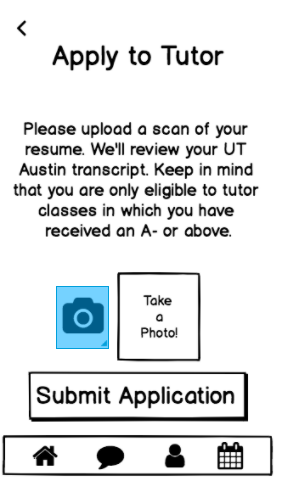 Apply to Tutor
Please upload a scan of your
resume. We'll review your UT
Austin transcript. Keep in mind
that you are only eligible to tutor
classes in which you have
received an A- or above.
Take
a
Photo!
Submit Application